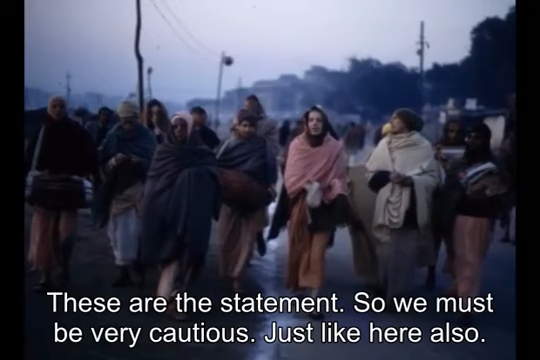 These are the statement. So we must
be very cautious. Just like here also.